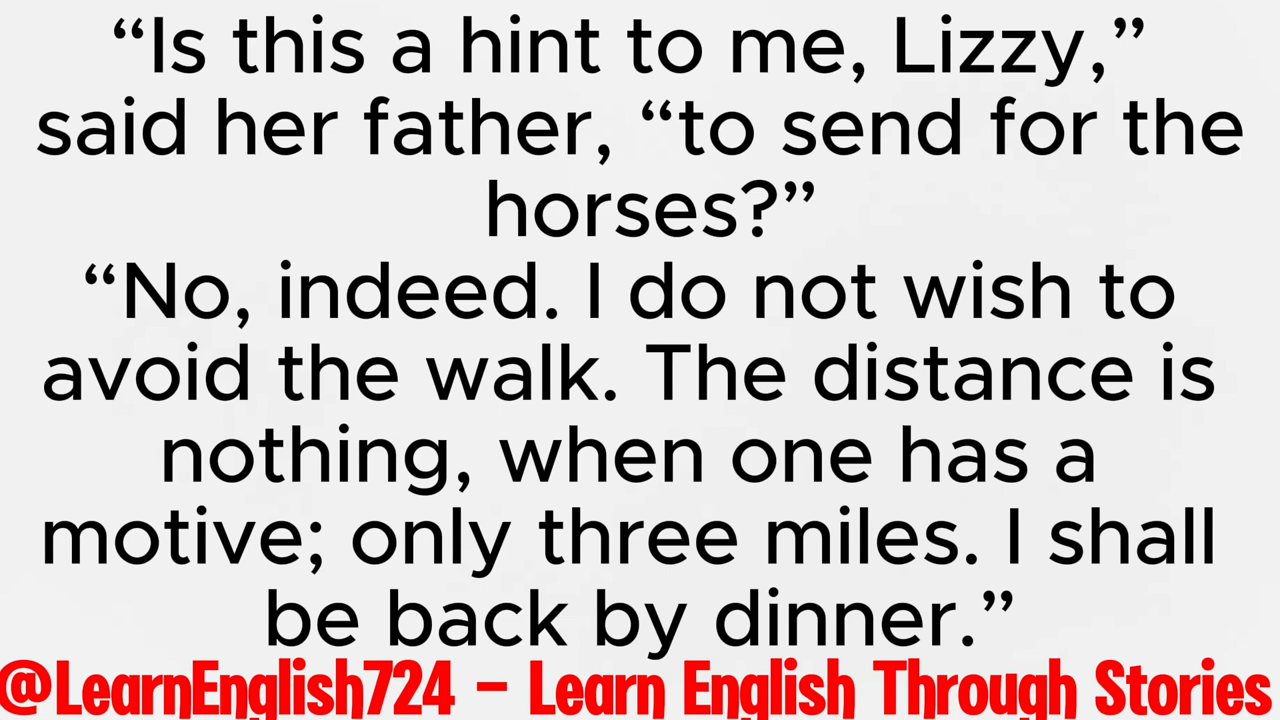 “Is this a hint to me, Lizzy,”
said her father, “to send for the
horses?”
“No, indeed. I do not wish to
avoid the walk. The distance is
nothing, when one has a
motive; only three miles. I shall
be back by dinner.”
@LearnEnglish724 – Learn English Through Stories